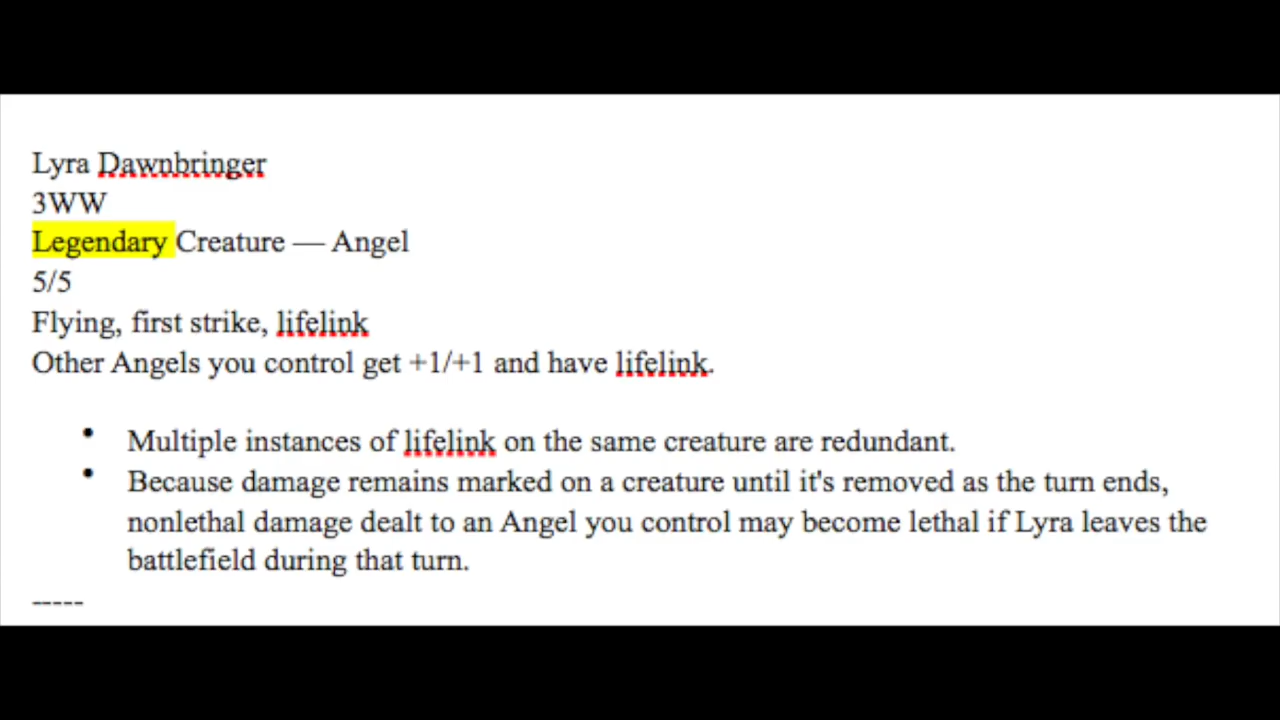 Lyra Dawnbringer
3WW
Legendary Creature — Angel
5/5
Flying, first strike, lifelink
Other Angels you control get +1/+1 and have lifelink.
• Multiple instances of lifelink on the same creature are redundant.
• Because damage remains marked on a creature until it's removed as the turn ends,
nonlethal damage dealt to an Angel you control may become lethal if Lyra leaves the
battlefield during that turn.
-----